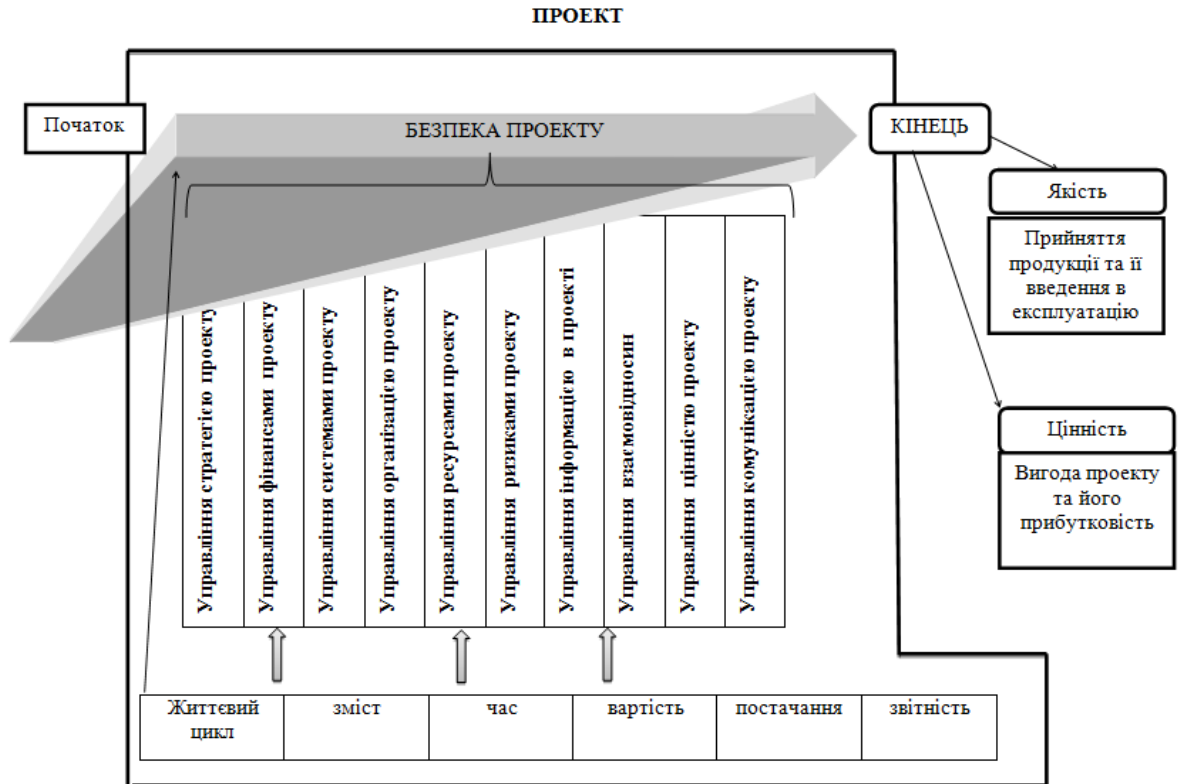 ПРОЕКТ
Початок
БЕЗПЕКА ПРОЕКТУ
КІНЕЦЬ
Якість
Прийняття
продукції та її
введення в
експлуатацію
Цінність
Вигода проекту
та його
прибутковість
Управління стратегією проекту
Управління фінансами проекту
Управління системами проекту
Управління організацією проекту
Управління ресурсами проекту
Управління ризиками проекту
Управління інформацією в проекті
Управління взаємовідносин
Управління цінністю проекту
Управління комунікацією проекту
Життєвий
цикл
зміст
час
вартість
постачання
звітність